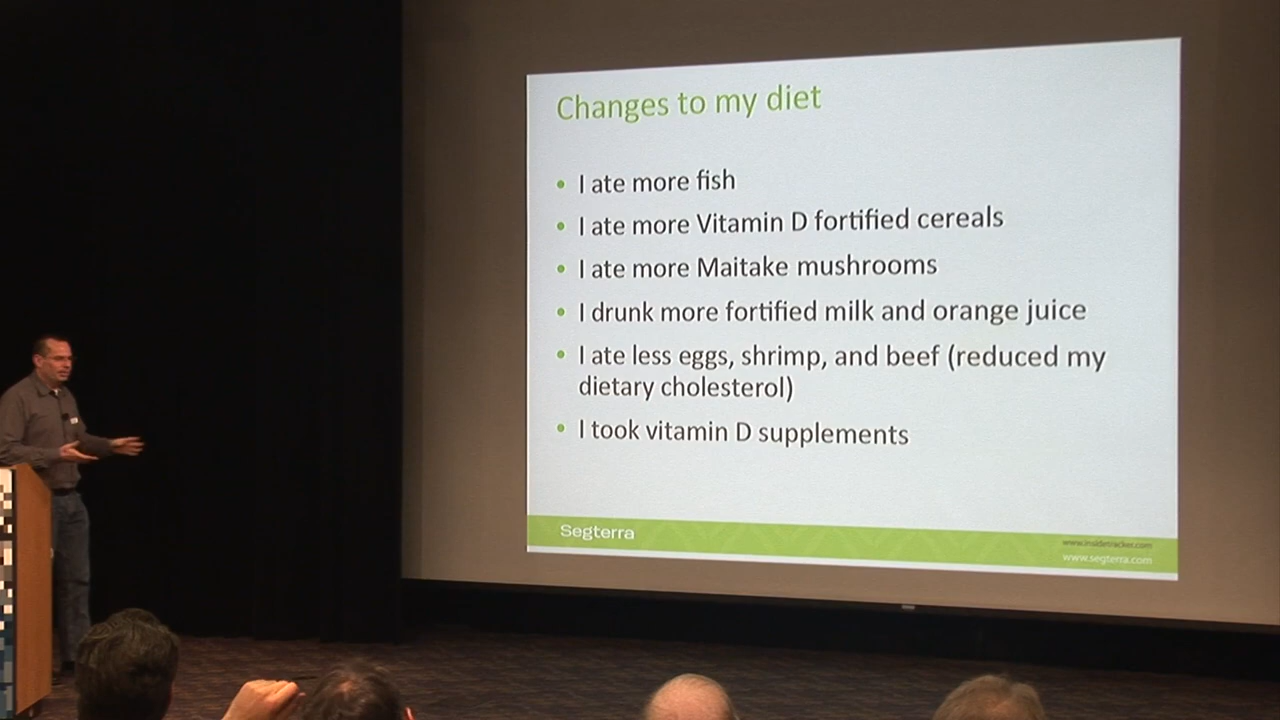 Changes to my diet
• I ate more fish
• I ate more Vitamin D fortified cereals
• I ate more Maitake mushrooms
• I drunk more fortified milk and orange juice
• I ate less eggs, shrimp, and beef (reduced my
dietary cholesterol)
• I took vitamin D supplements
Segterra
www.insidetracker.com
www.segterra.com